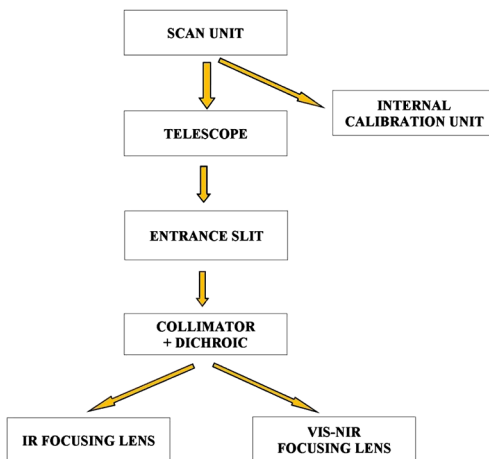 SCAN UNIT
INTERNAL
CALIBRATION UNIT
TELESCOPE
ENTRANCE SLIT
COLLIMATOR
+ DICHROIC
IR FOCUSING LENS
VIS-NIR
FOCUSING LENS